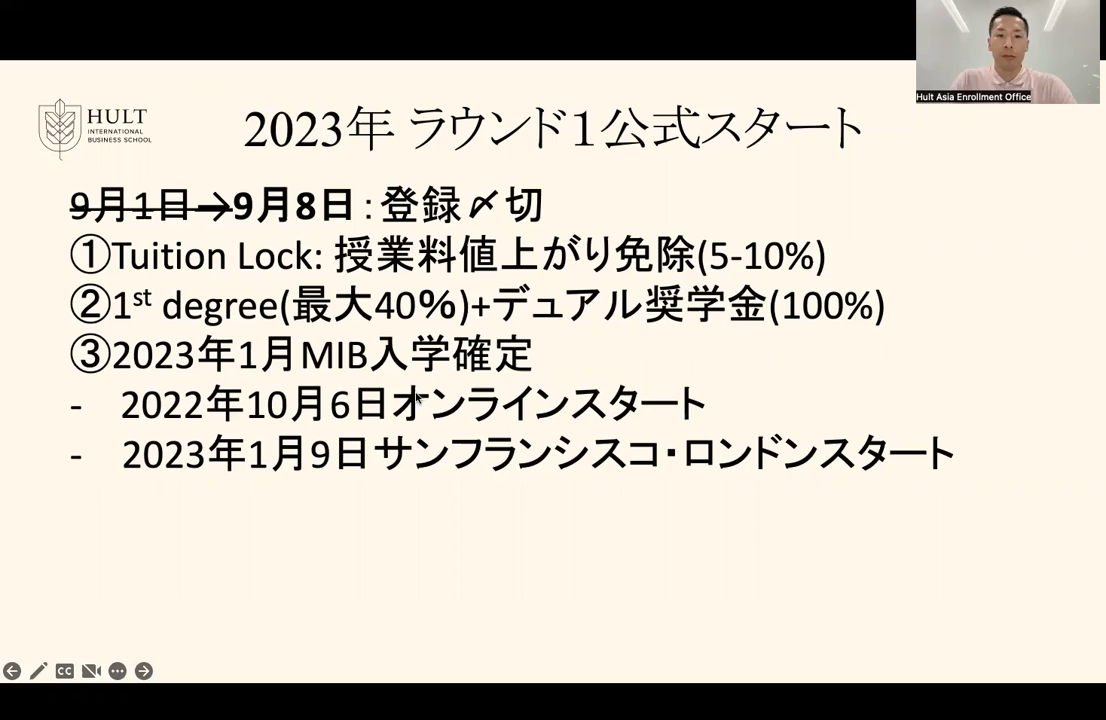 Hult Asia Enrollment Office
HULT
INTERNATIONAL
BUSINESS SCHOOL
2023年 ラウンド１公式スタート
9月1日→9月8日：登録〆切
①Tuition Lock: 授業料値上がり免除(5-10%)
②1st degree(最大40%)+デュアル奨学金(100%)
③2023年1月MIB入学確定
- 2022年10月6日オンラインスタート
- 2023年1月9日サンフランシスコ・ロンドンスタート
CC